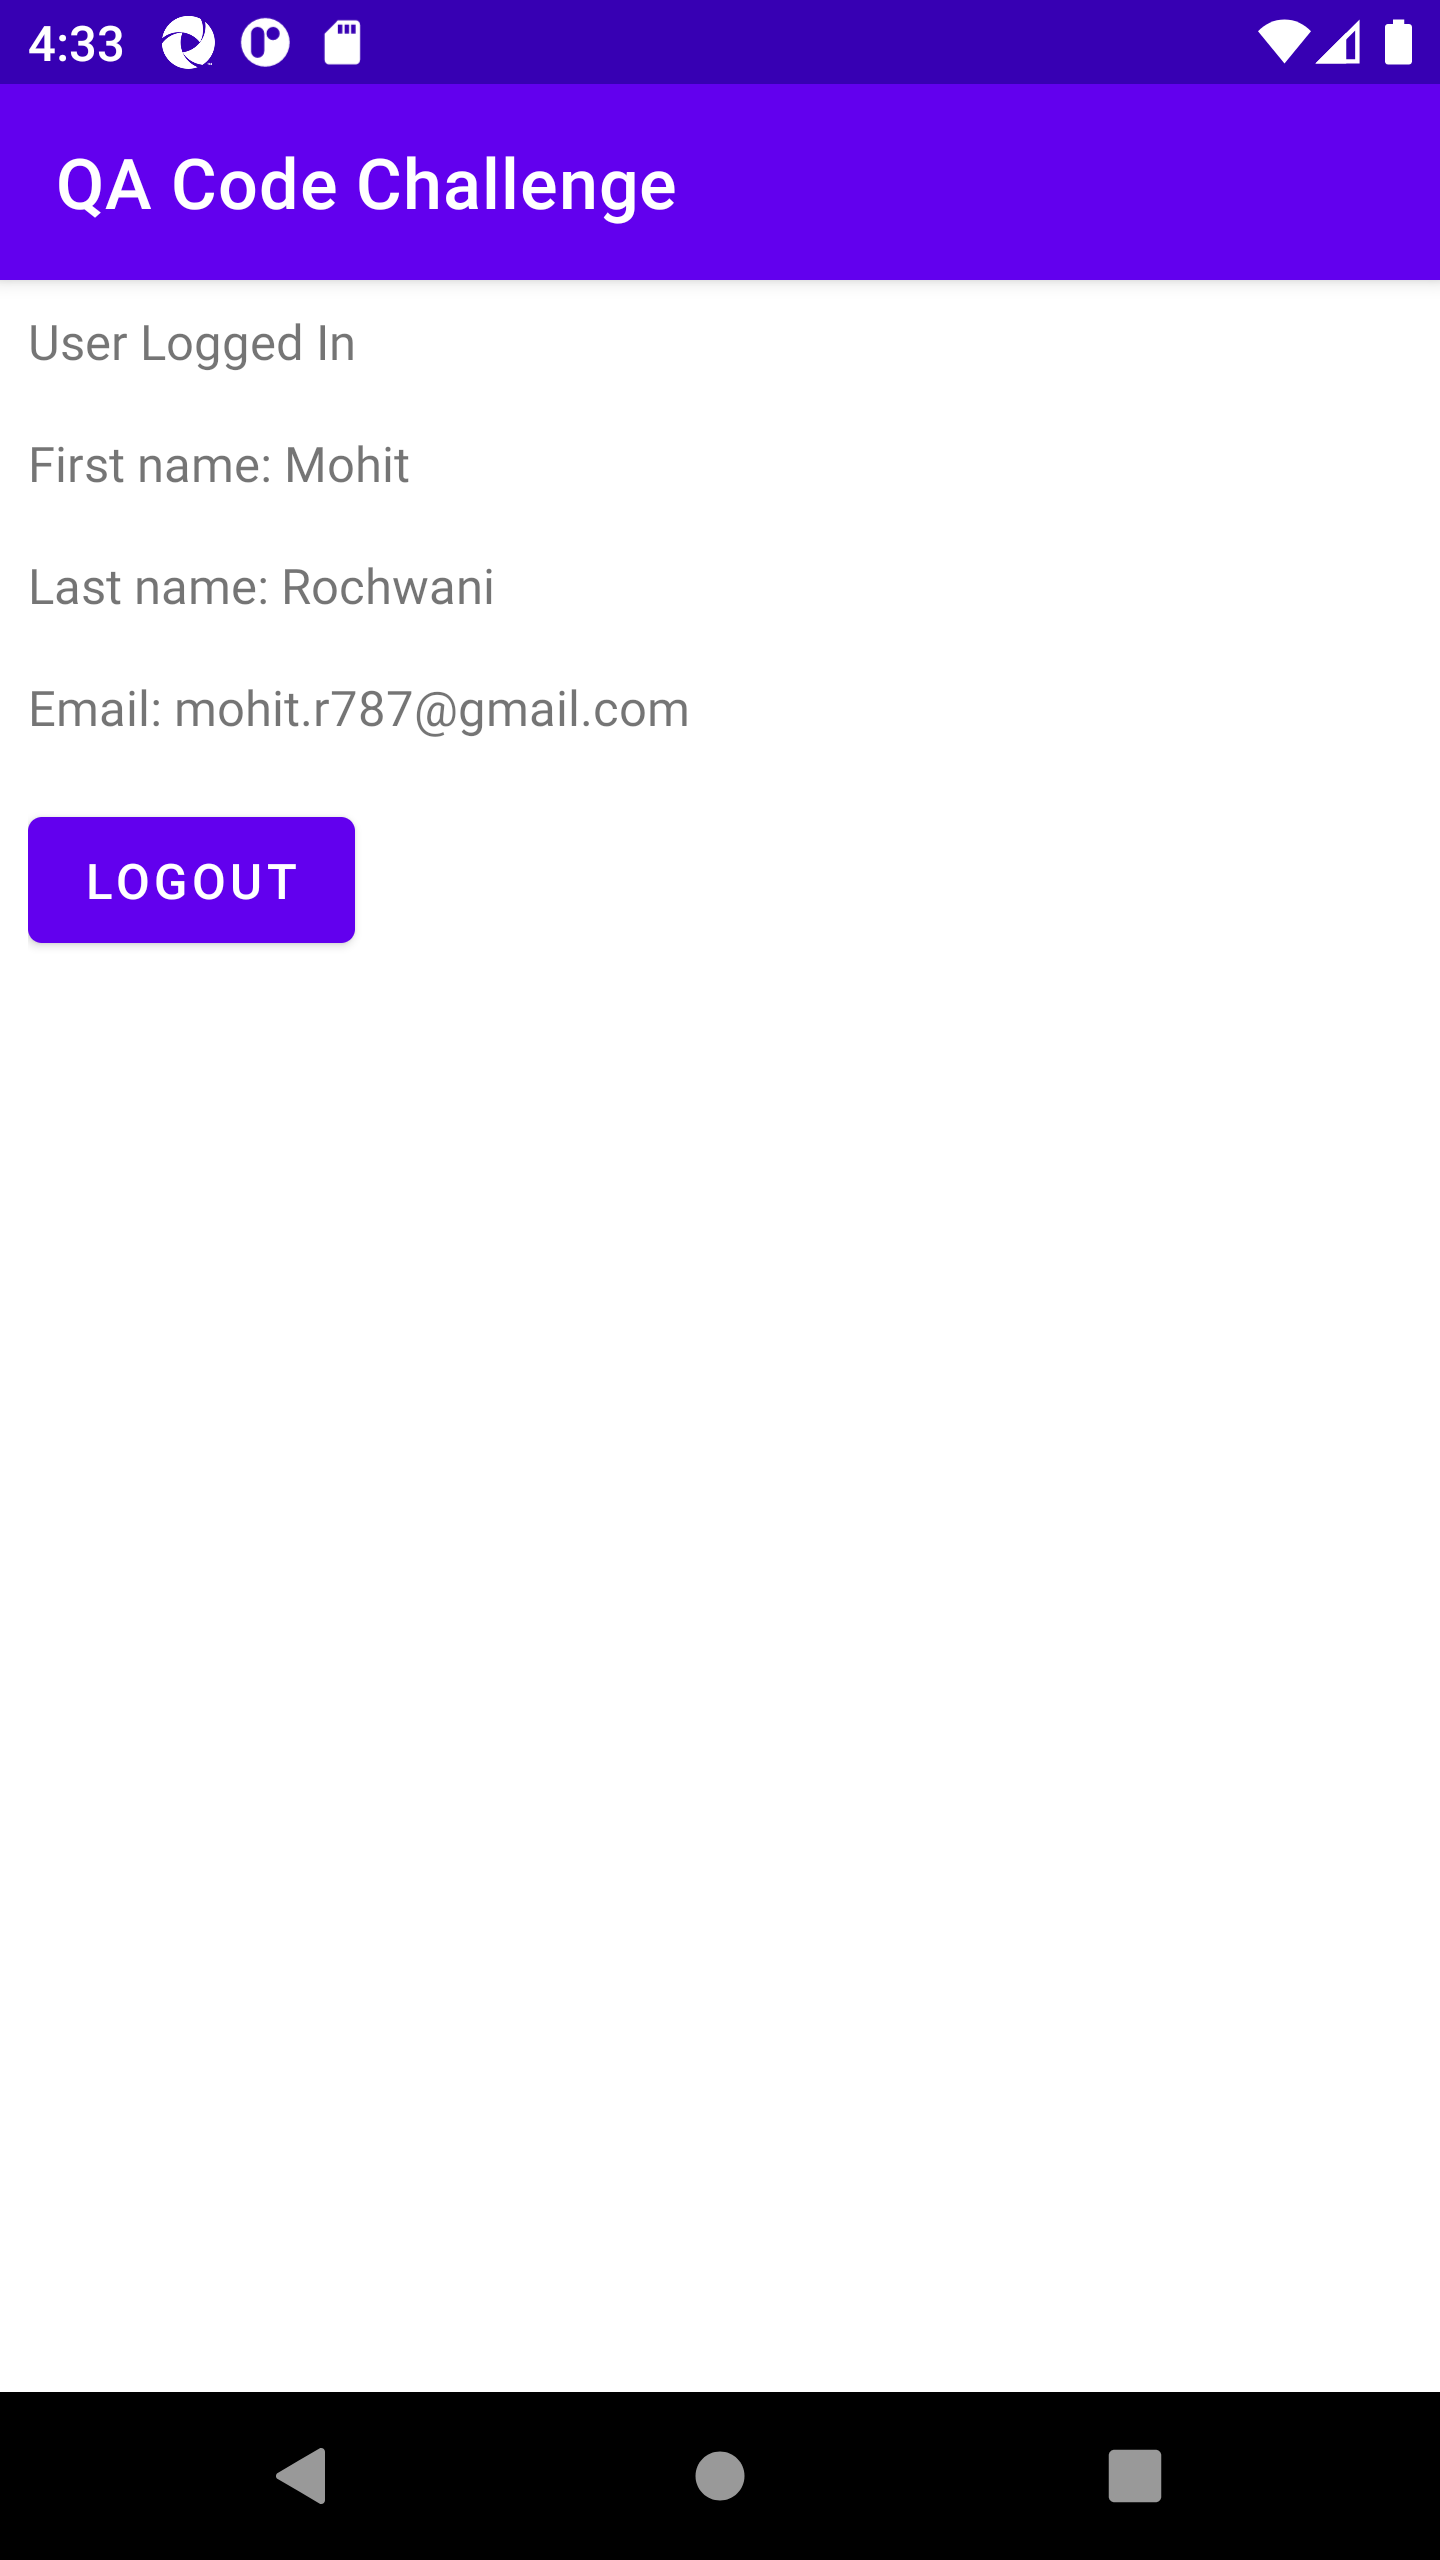 4:33
QA Code Challenge
User Logged In
First name: Mohit
Last name: Rochwani
Email: mohit.r787@gmail.com
LOGOUT